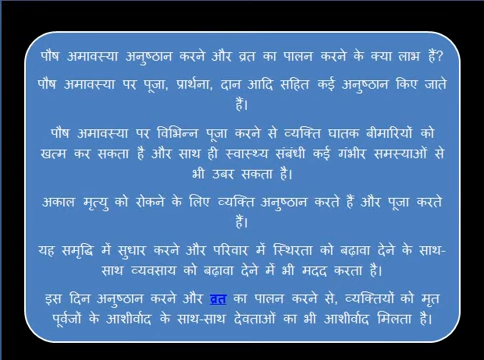 पौष अमावस्या अनुष्ठान करने और व्रत का पालन करने के क्या लाभ हैं?
पौष अमावस्या पर पूजा, प्रार्थना, दान आदि सहित कई अनुष्ठान किए जाते
हैं।
पौष अमावस्या पर विभिन्न पूजा करने से व्यक्ति घातक बीमारियों को
खत्म कर सकता है और साथ ही स्वास्थ्य संबंधी कई गंभीर समस्याओं से
भी उबर सकता है।
अकाल मृत्यु को रोकने के लिए व्यक्ति अनुष्ठान करते हैं और पूजा करते
हैं।
यह समृद्धि में सुधार करने और परिवार में स्थिरता को बढ़ावा देने के साथ-
साथ व्यवसाय को बढ़ावा देने में भी मदद करता है।
इस दिन अनुष्ठान करने और व्रत का पालन करने से, व्यक्तियों को मृत
पूर्वजों के आशीर्वाद के साथ-साथ देवताओं का भी आशीर्वाद मिलता है।